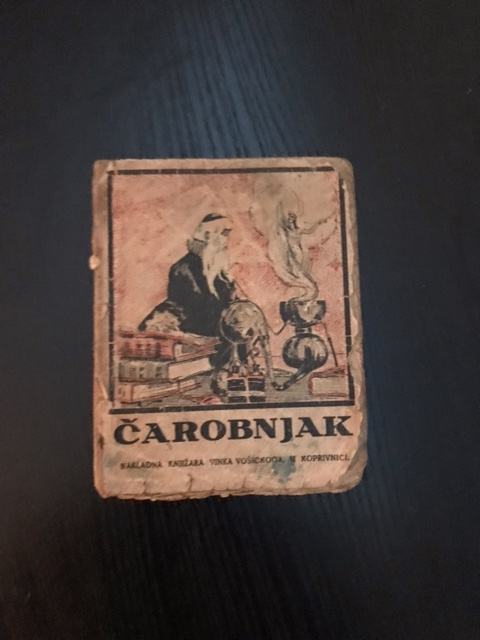 ČAROBNJAK
NAKLADNA KNJIŽARA VINKA VOŠICKOGA, U KOPRIVNICI.